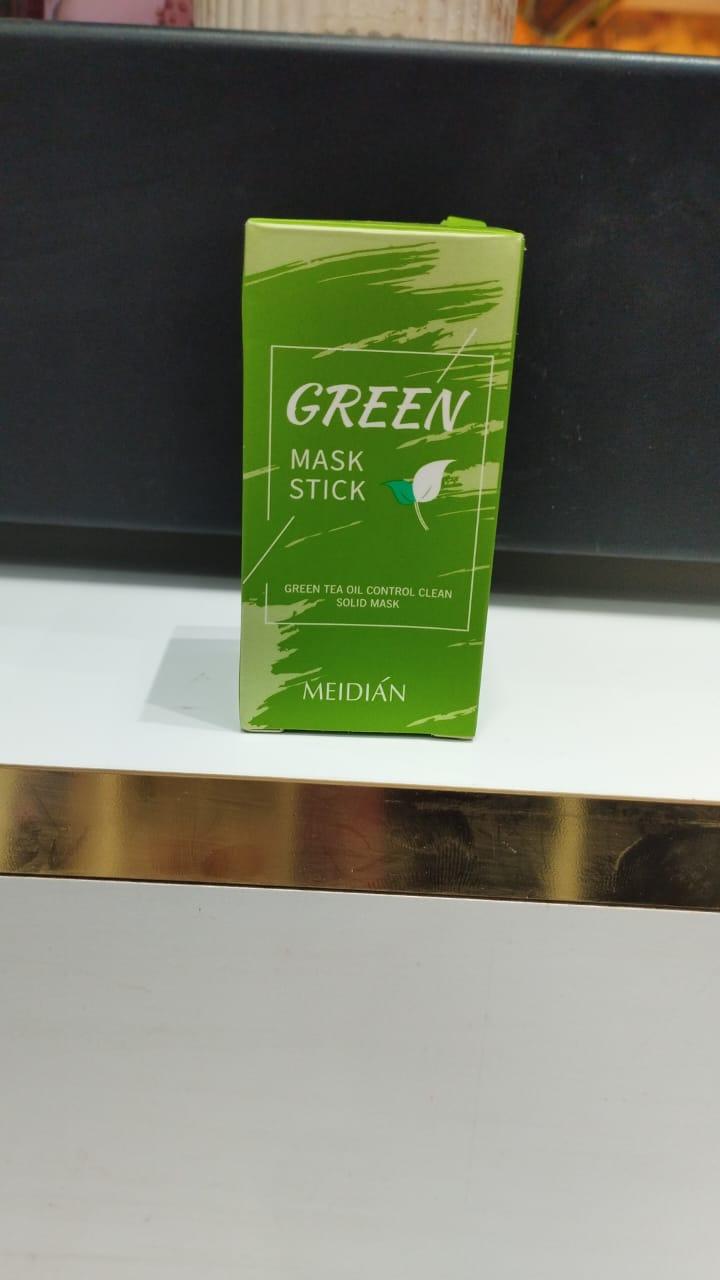 GREEN
MASK
STICK
GREEN TEA OIL CONTROL CLEAN
SOLID MASK
MEIDIÁN